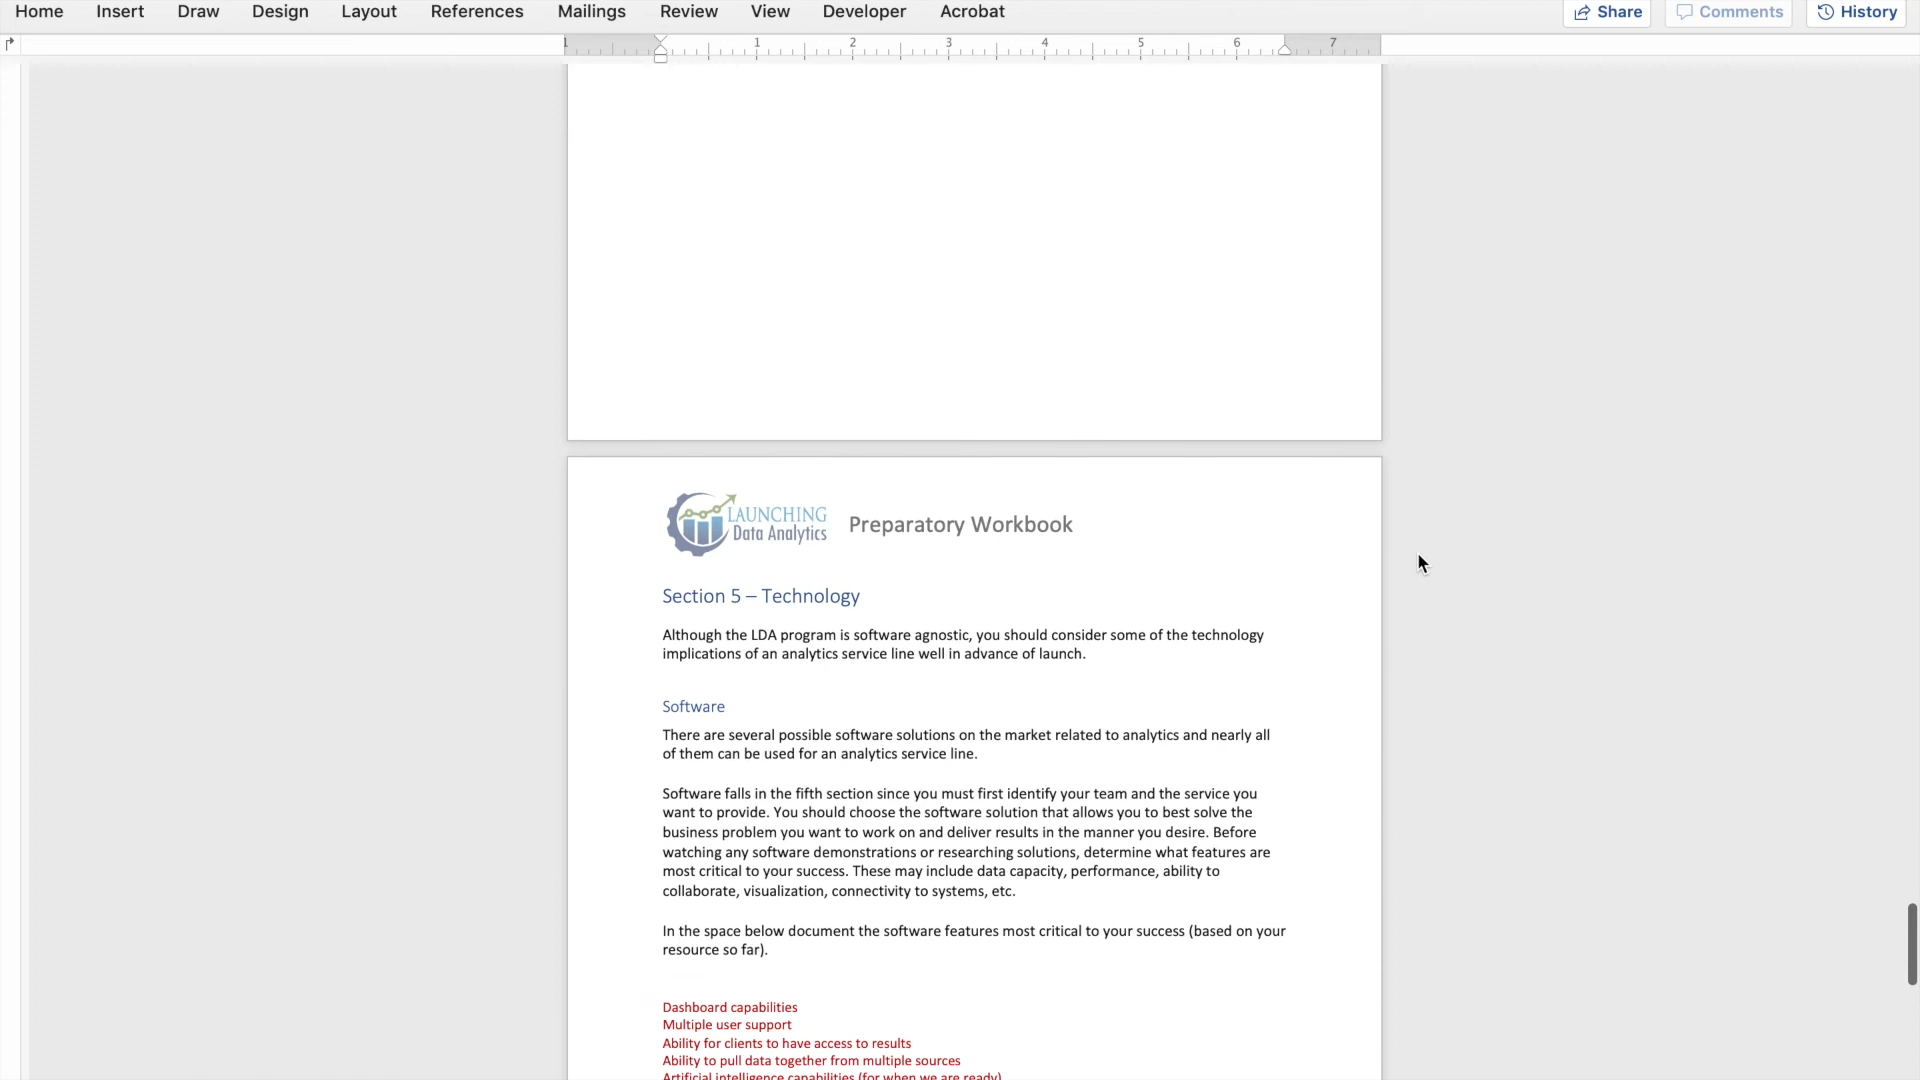 Home Insert Draw Design Layout References Mailings Review View Developer Acrobat Share Comments History
1 1 2 3 4 5 6 7
LAUNCHING
Data Analytics
Preparatory Workbook
Section 5 – Technology
Although the LDA program is software agnostic, you should consider some of the technology
implications of an analytics service line well in advance of launch.
Software
There are several possible software solutions on the market related to analytics and nearly all
of them can be used for an analytics service line.
Software falls in the fifth section since you must first identify your team and the service you
want to provide. You should choose the software solution that allows you to best solve the
business problem you want to work on and deliver results in the manner you desire. Before
watching any software demonstrations or researching solutions, determine what features are
most critical to your success. These may include data capacity, performance, ability to
collaborate, visualization, connectivity to systems, etc.
In the space below document the software features most critical to your success (based on your
resource so far).
Dashboard capabilities
Multiple user support
Ability for clients to have access to results
Ability to pull data together from multiple sources
Artificial intelligence capabilities (for when we are ready)